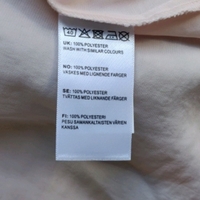 UK: 100% POLYESTER
WASH WITH SIMILAR COLOURS
NO: 100% POLYESTER
VASKES MED LIGNENDE FARGER
SE: 100% POLYESTER
TVÄTTAS MED LIKNANDE FÄRGER
FI: 100% POLYESTERI
PESU SAMANKALTAISTEN VÄRIEN
KANSSA